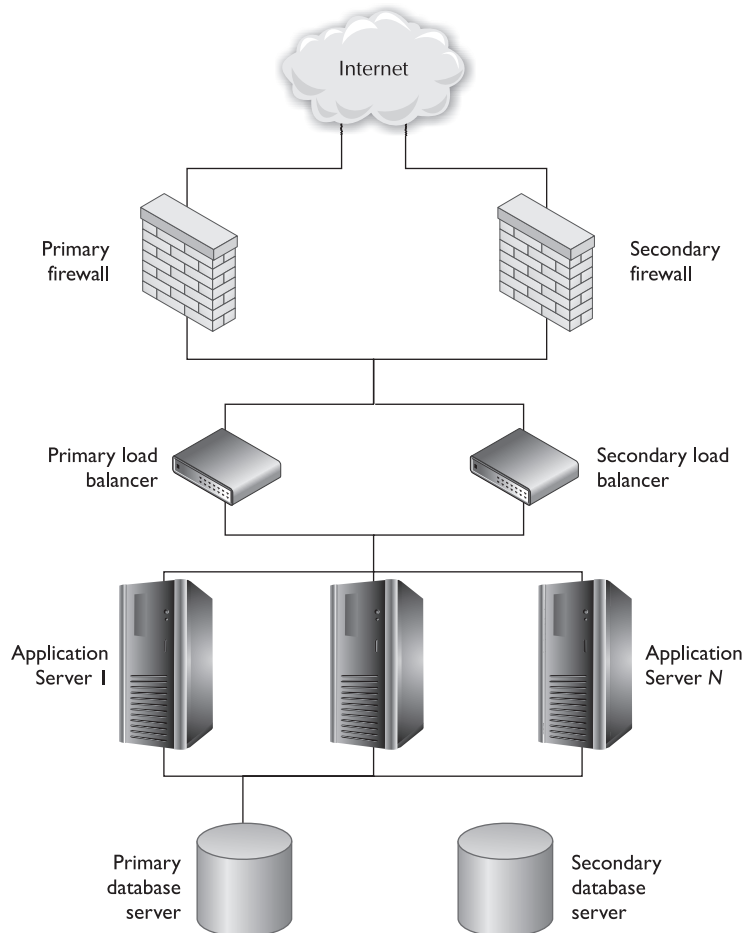 Internet
Primary
firewall
Secondary
firewall
Primary load
balancer
Secondary load
balancer
Application
Server 1
Application
Server N
Primary
database
server
Secondary
database
server